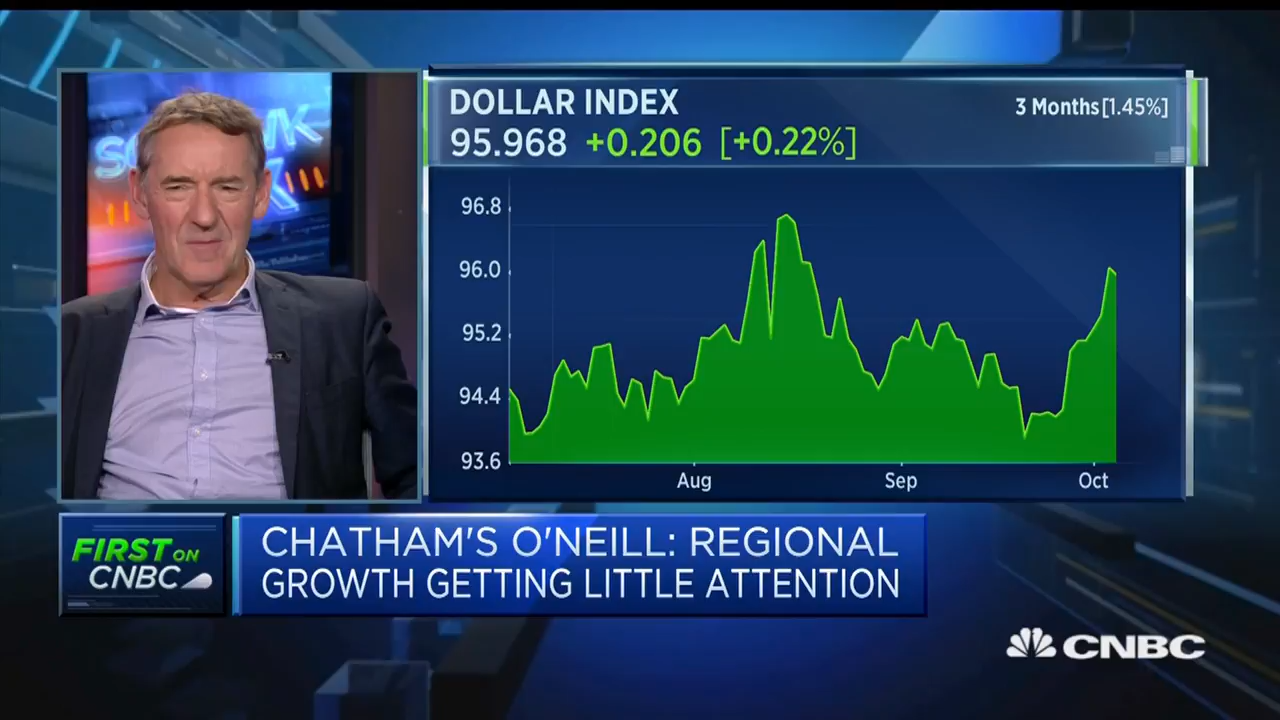 DOLLAR INDEX
3 Months[1.45%]
95.968 +0.206 [+0.22%]
96.8
96.0
95.2
94.4
93.6
Aug Sep Oct
FIRST ON
CNBC
CHATHAM'S O'NEILL: REGIONAL
GROWTH GETTING LITTLE ATTENTION
CNBC